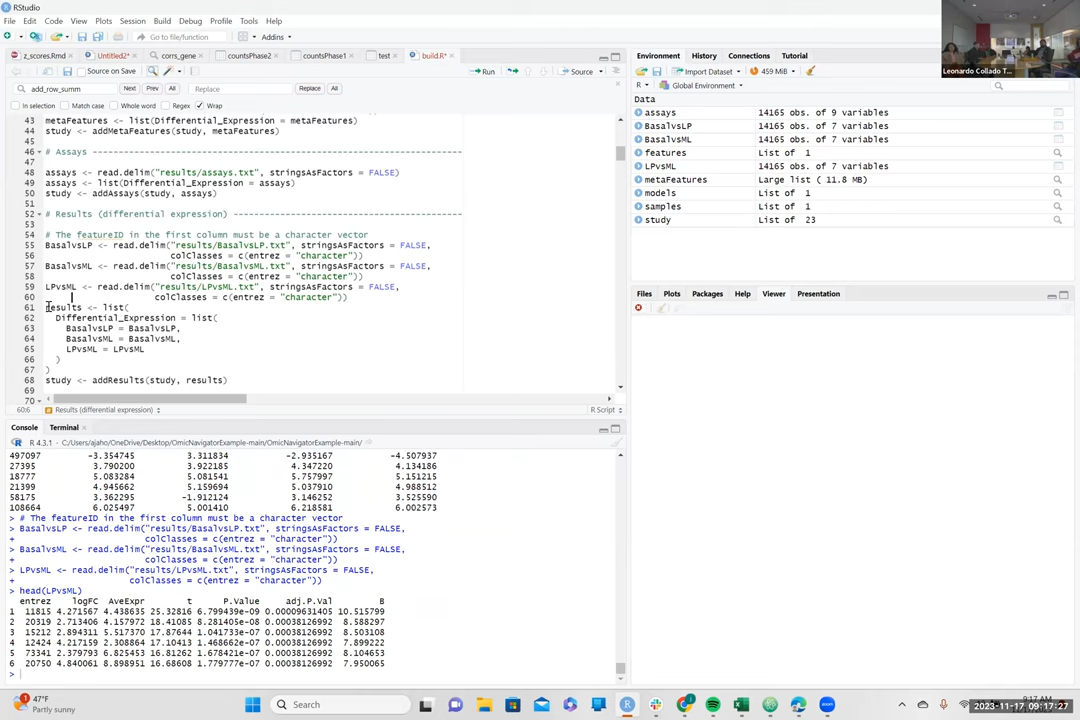 RStudio
File Edit Code View Plots Session Build Debug Profile Tools Help
Go to file/function
Addins
z_scores.Rmd
Untitled2*
corrs_gene
countsPhase2
countsPhase1
test
build.R*
Source on Save
Run
Source
add_row_summ
Next Prev All
Replace
Replace All
In selection Match case Whole word Regex Wrap
43 metaFeatures <- list(Differential_Expression = metaFeatures)
44 study <- addMetaFeatures(study, metaFeatures)
45
46 # Assays
47
48 assays <- read.delim("results/assays.txt", stringsAsFactors = FALSE)
49 assays <- list(Differential_Expression = assays)
50 study <- addAssays(study, assays)
51
52 # Results (differential expression)
53
54 # The featureID in the first column must be a character vector
55 BasalvsLP <- read.delim("results/BasalvsLP.txt", stringsAsFactors = FALSE,
56 colClasses = c(entrez = "character"))
57 BasalvsML <- read.delim("results/BasalvsML.txt", stringsAsFactors = FALSE,
58 colClasses = c(entrez = "character"))
59 LPvsML <- read.delim("results/LPvsML.txt", stringsAsFactors = FALSE,
60 colClasses = c(entrez = "character"))
61 results <- list(
62 Differential_Expression = list(
63 BasalvsLP = BasalvsLP,
64 BasalvsML = BasalvsML,
65 LPvsML = LPvsML
66 )
67 )
68 study <- addResults(study, results)
69
70
60:6 Results (differential expression) R Script
Console Terminal
R 4.3.1 · C:/Users/ajaho/OneDrive/Desktop/OmicNavigatorExample-main/OmicNavigatorExample-main/
497097 -3.354745 3.311834 -2.935167 -4.507937
27395 3.790200 3.922185 4.347220 4.134186
18777 5.083284 5.081541 5.757997 5.151215
21399 4.945662 5.159694 5.037910 4.988512
58175 3.362295 -1.912124 3.146252 3.525590
108664 6.025497 5.001410 6.218581 6.002573
> # The featureID in the first column must be a character vector
> BasalvsLP <- read.delim("results/BasalvsLP.txt", stringsAsFactors = FALSE,
+ colClasses = c(entrez = "character"))
> BasalvsML <- read.delim("results/BasalvsML.txt", stringsAsFactors = FALSE,
+ colClasses = c(entrez = "character"))
> LPvsML <- read.delim("results/LPvsML.txt", stringsAsFactors = FALSE,
+ colClasses = c(entrez = "character"))
> head(LPvsML)
entrez logFC AveExpr t P.Value adj.P.Val B
1 11815 4.271567 4.438635 25.32816 6.799439e-09 0.00009631405 10.515799
2 20319 2.713406 4.157972 18.41085 8.281405e-08 0.00038126992 8.588297
3 15212 2.894311 5.517370 17.87644 1.041733e-07 0.00038126992 8.503108
4 12424 4.217159 2.308864 17.10413 1.468662e-07 0.00038126992 7.899222
5 73341 2.379793 6.825453 16.81262 1.678421e-07 0.00038126992 8.104653
6 20750 4.840061 8.898951 16.68608 1.779777e-07 0.00038126992 7.950065
>
Environment History Connections Tutorial
Import Dataset 459 MiB
R Global Environment
Data
assays 14165 obs. of 9 variables
BasalvsLP 14165 obs. of 7 variables
BasalvsML 14165 obs. of 7 variables
features List of 1
LPvsML 14165 obs. of 7 variables
metaFeatures Large list ( 11.8 MB)
models List of 1
samples List of 1
study List of 23
Files Plots Packages Help Viewer Presentation
Leonardo Collado T...
47°F
Partly sunny
Search
2023-11-17 09:17:27